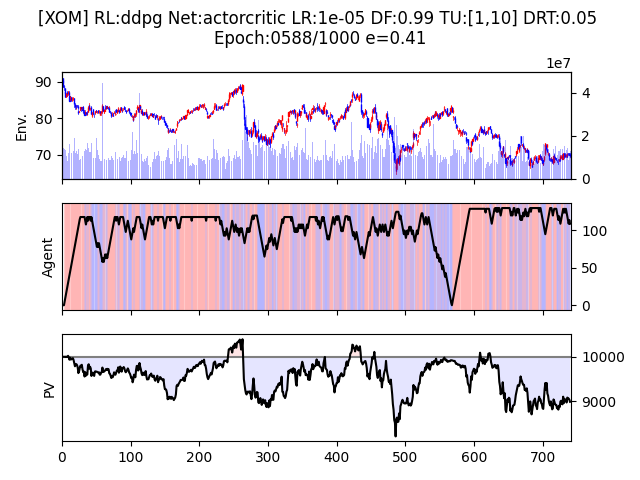 [XOM] RL:ddpg Net:actorcritic LR:1e-05 DF:0.99 TU:[1,10] DRT:0.05
Epoch:0588/1000 e=0.41
1e7
90
80
70
Env.
4
2
0
Agent
100
50
0
PV
10000
9000
0 100 200 300 400 500 600 700